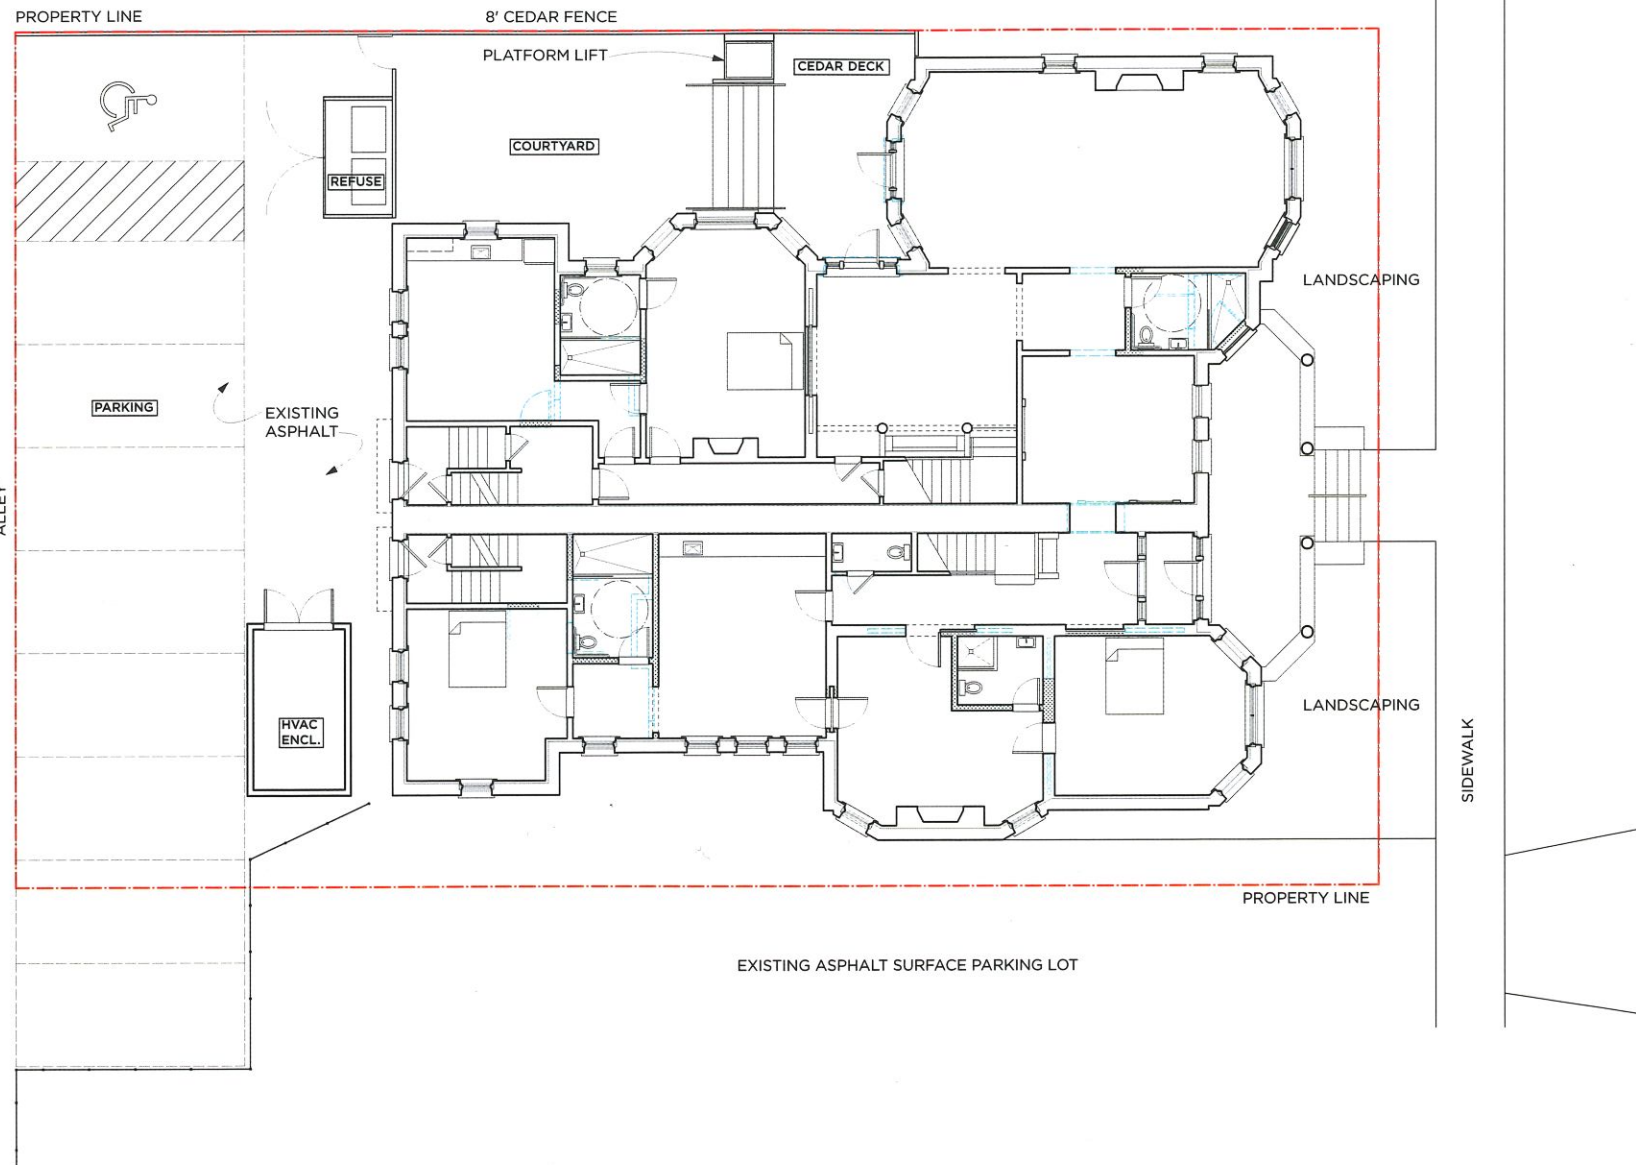 PROPERTY LINE
8' CEDAR FENCE
PLATFORM LIFT
CEDAR DECK
COURTYARD
REFUSE
LANDSCAPING
PARKING
EXISTING
ASPHALT
ALLEY
HVAC
ENCL.
LANDSCAPING
SIDEWALK
PROPERTY LINE
EXISTING ASPHALT SURFACE PARKING LOT